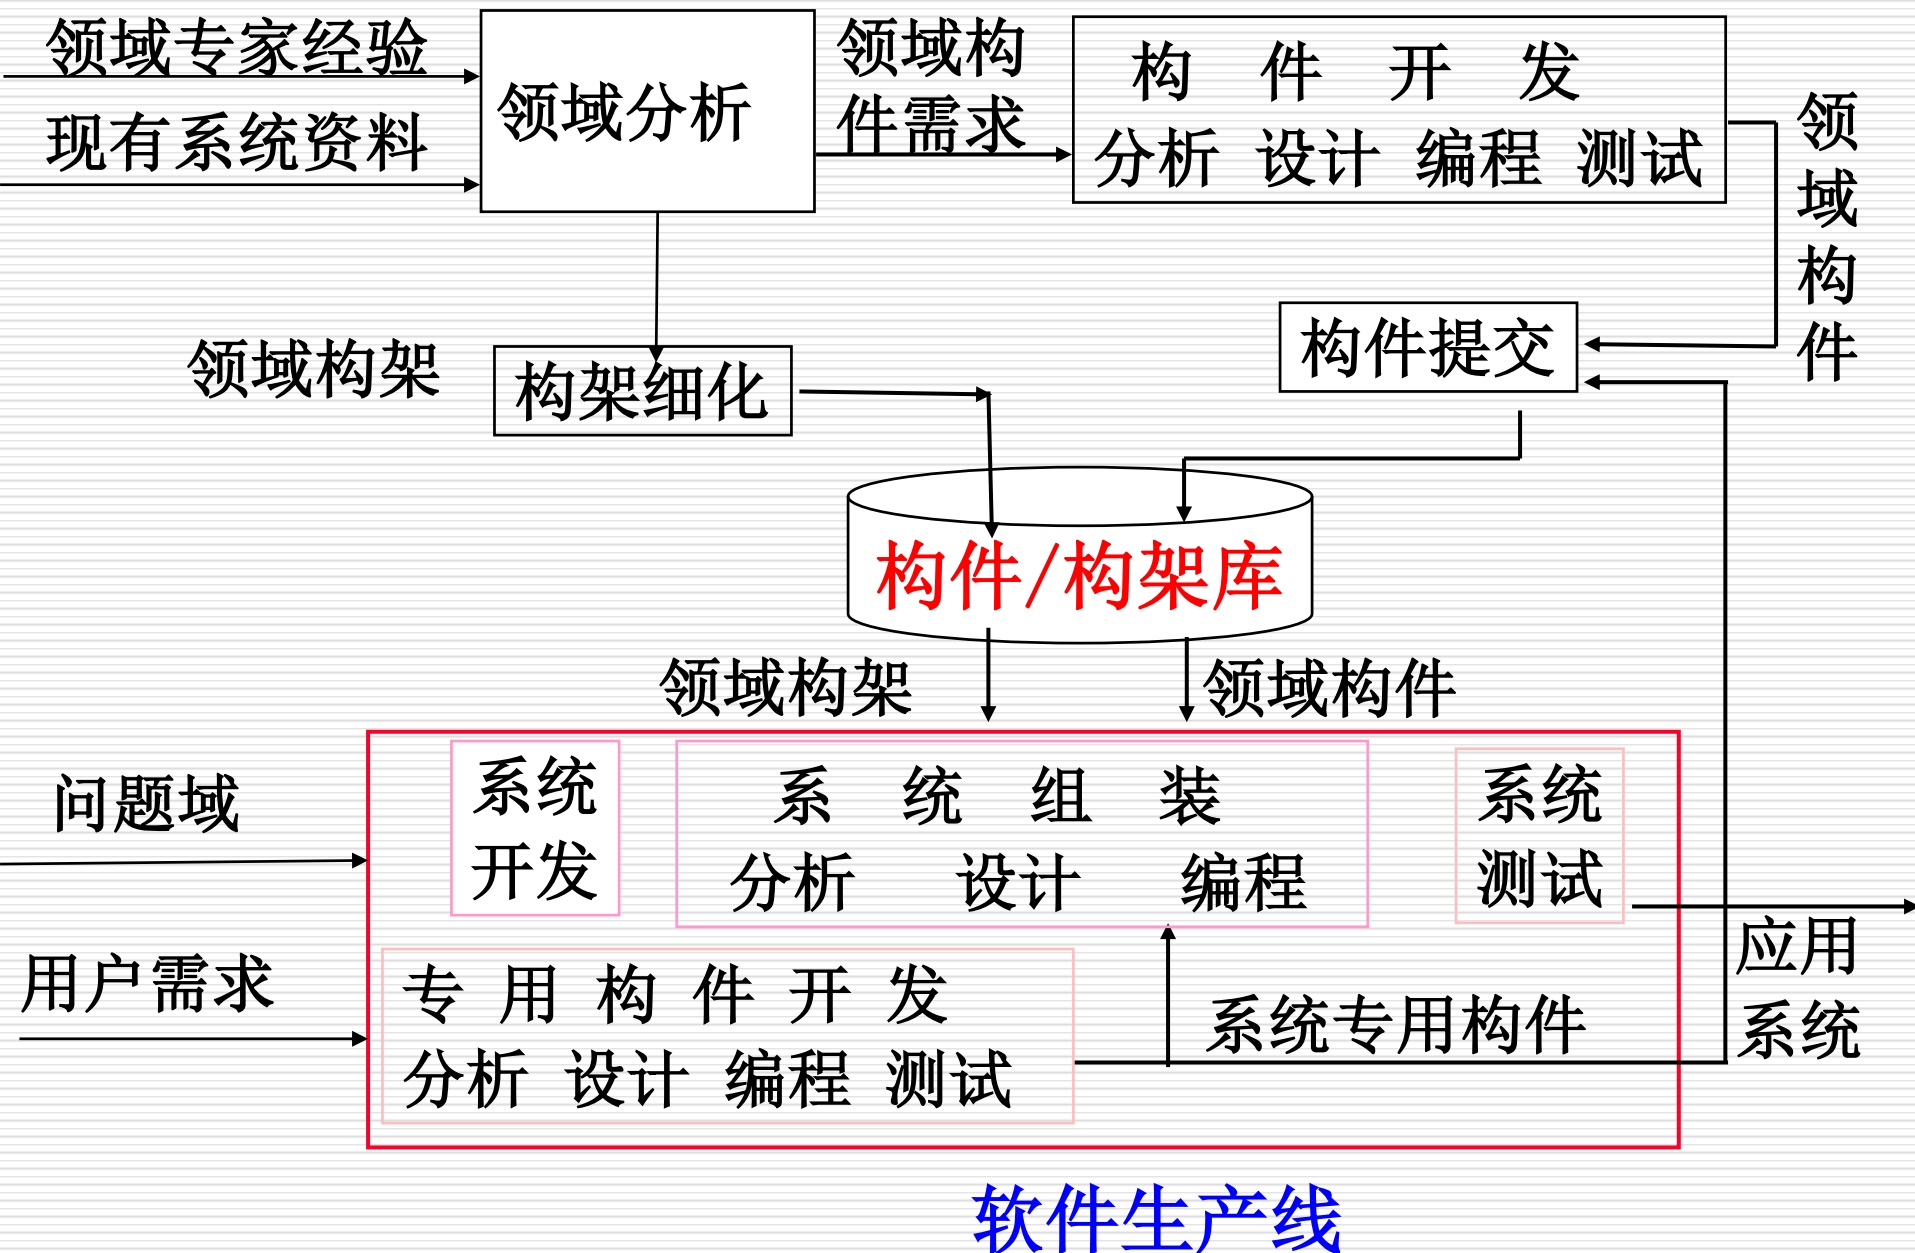 领域专家经验
现有系统资料
领域分析
领域构
件需求
构 件 开 发
分析 设计 编程 测试
领
域
构
件
领域构架
构架细化
构件提交
构件/构架库
领域构架
领域构件
问题域
用户需求
系统
开发
系 统 组 装
分析 设计 编程
系统
测试
专 用 构 件 开 发
分析 设计 编程 测试
系统专用构件
应用
系统
软件生产线